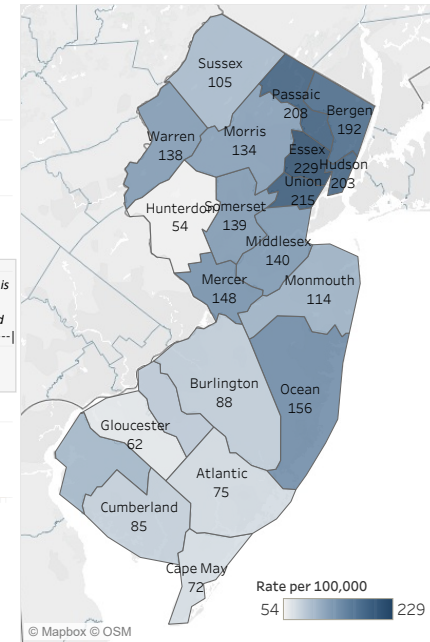 Sussex
105
Passaic
208
Bergen
192
Warren
138
Morris
134
Essex
229
Hudson
203
Union
215
Hunterdon
54
Somerset
139
Middlesex
140
Mercer
148
Monmouth
114
is
d
---|
Burlington
88
Ocean
156
Gloucester
62
Atlantic
75
Cumberland
85
Cape May
72
Rate per 100,000
54 229
© Mapbox © OSM